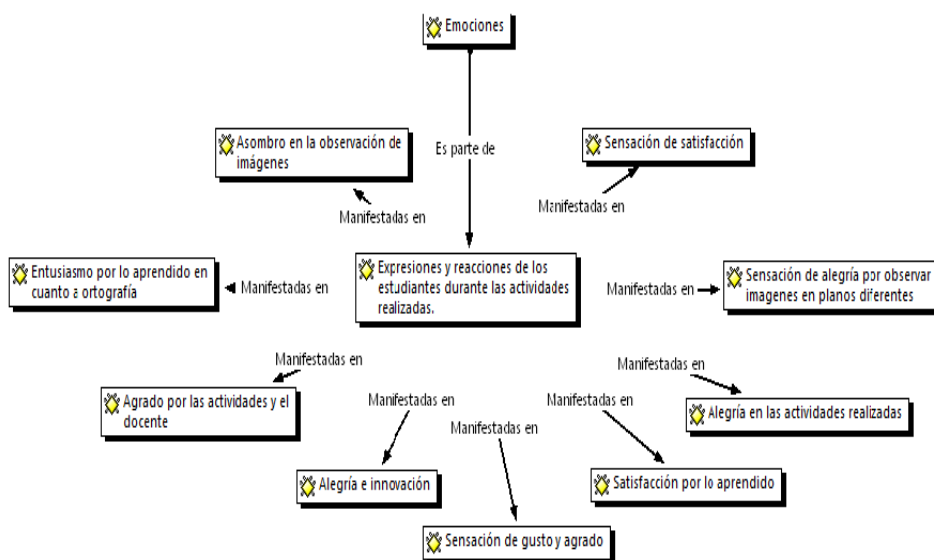 Emociones
Asombro en la observación de
imágenes
Es parte de
Sensación de satisfacción
Manifestadas en
Manifestadas en
Entusiasmo por lo aprendido en
cuanto a ortografía
Manifestadas en
Expresiones y reacciones de los
estudiantes durante las actividades
realizadas.
Manifestadas en
Sensación de alegría por observar
imagenes en planos diferentes
Manifestadas en
Manifestadas en
Agrado por las actividades y el
docente
Manifestadas en
Manifestadas en
Alegría en las actividades realizadas
Manifestadas en
Alegría e innovación
Satisfacción por lo aprendido
Sensación de gusto y agrado